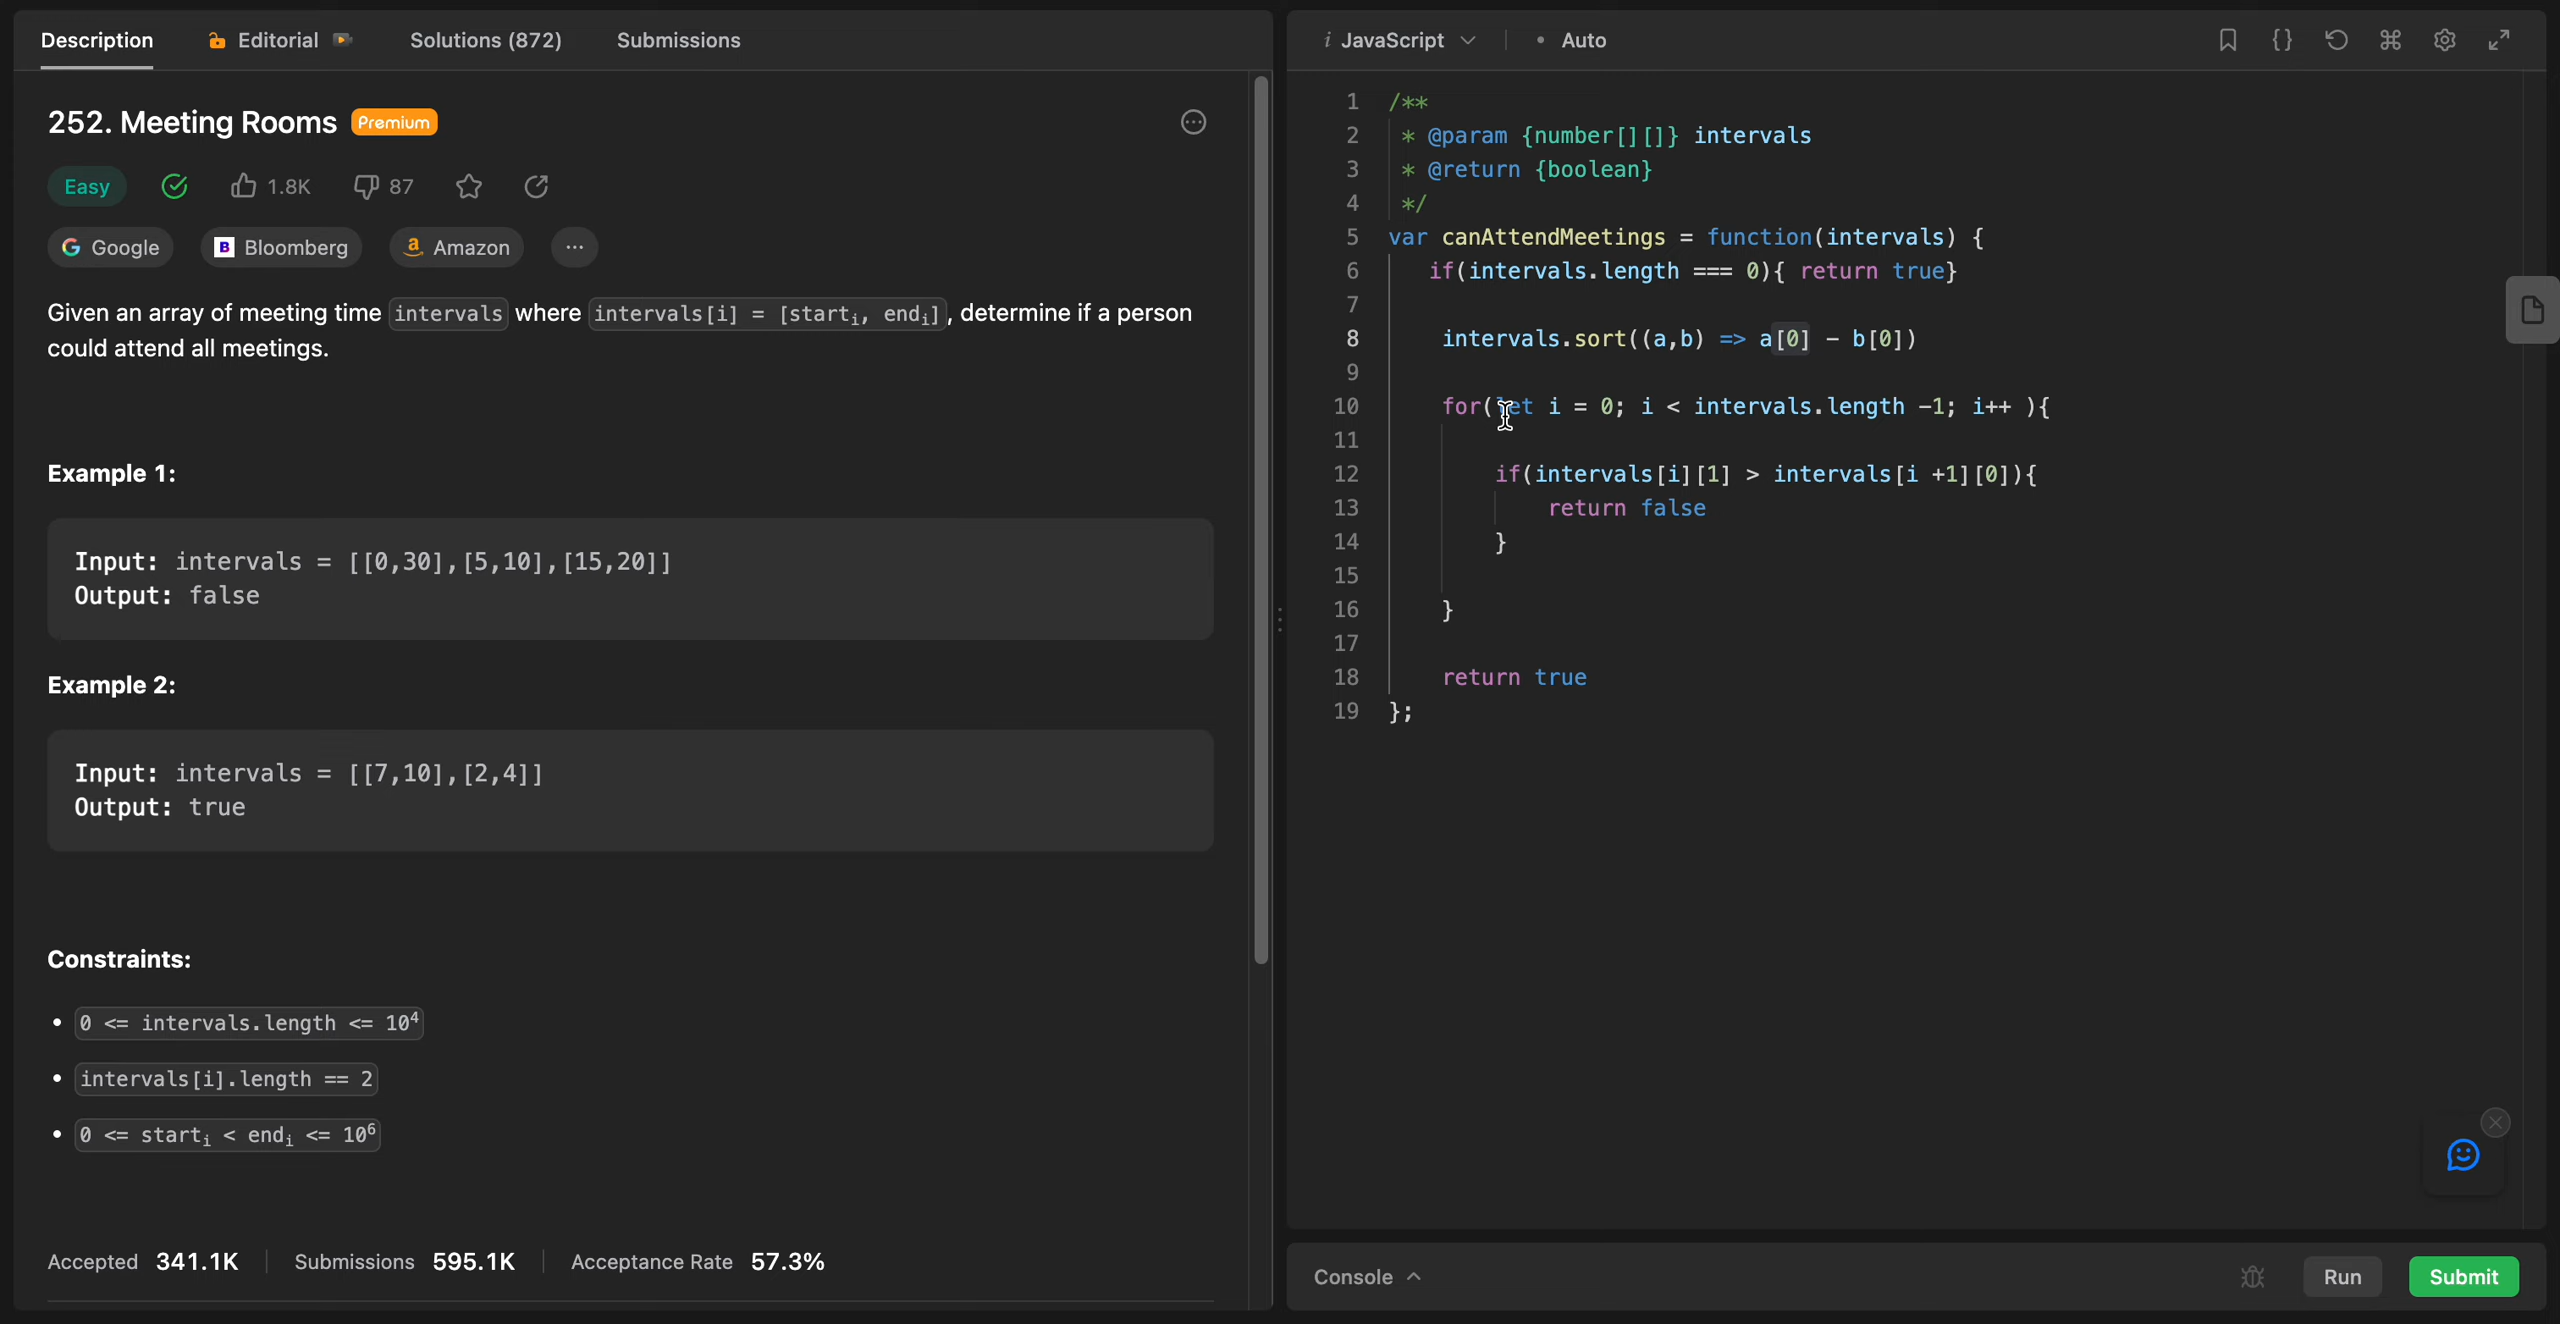 Description Editorial Solutions (872) Submissions
252. Meeting Rooms Premium
Easy 1.8K 87
Google B Bloomberg a Amazon ...
Given an array of meeting time intervals where intervals[i] = [starti, endi], determine if a person
could attend all meetings.
Example 1:
Input: intervals = [[0,30],[5,10],[15,20]]
Output: false
Example 2:
Input: intervals = [[7,10],[2,4]]
Output: true
Constraints:
• 0 <= intervals.length <= 10⁴
• intervals[i].length == 2
• 0 <= starti < endi <= 10⁶
Accepted 341.1K Submissions 595.1K Acceptance Rate 57.3%
i JavaScript • Auto {}
1 /**
2 * @param {number[][]} intervals
3 * @return {boolean}
4 */
5 var canAttendMeetings = function(intervals) {
6 if(intervals.length === 0){ return true}
7
8 intervals.sort((a,b) => a[0] - b[0])
9
10 for(let i = 0; i < intervals.length -1; i++ ){
11
12 if(intervals[i][1] > intervals[i +1][0]){
13 return false
14 }
15
16 }
17
18 return true
19 };
Console Run Submit